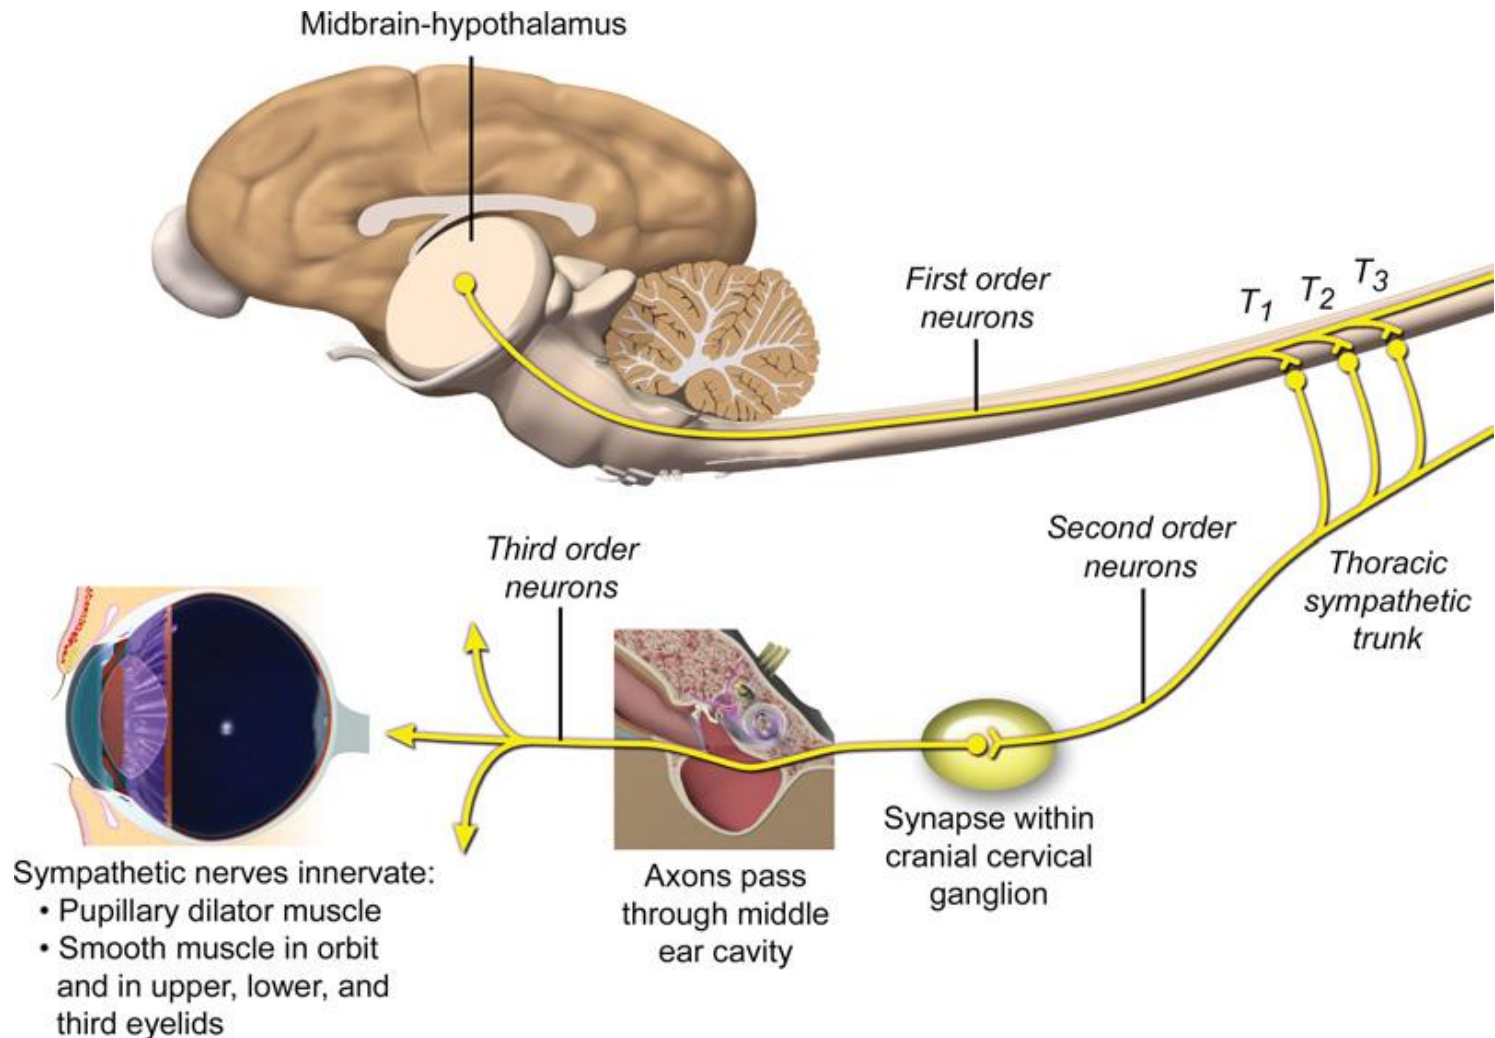 Midbrain-hypothalamus
First order
neurons
T1
T2
T3
Second order
neurons
Thoracic
sympathetic
trunk
Third order
neurons
Synapse within
cranial cervical
ganglion
Axons pass
through middle
ear cavity
Sympathetic nerves innervate:
• Pupillary dilator muscle
• Smooth muscle in orbit
and in upper, lower, and
third eyelids